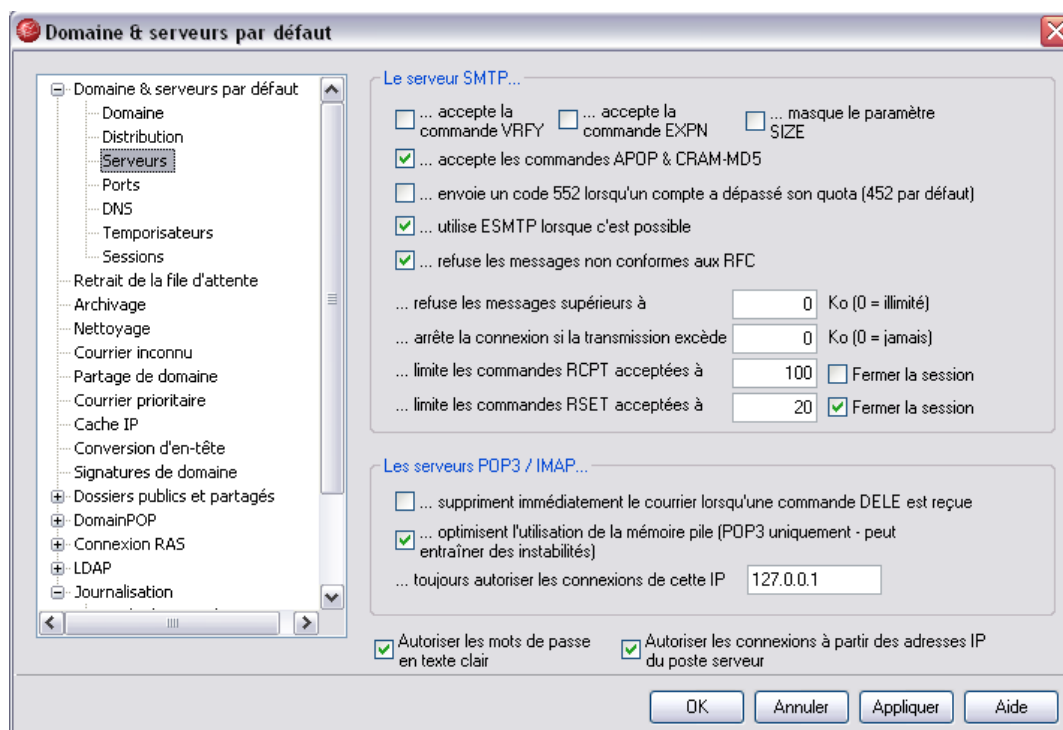 Domaine & serveurs par défaut
Domaine & serveurs par défaut
Domaine
Distribution
Serveurs
Ports
DNS
Temporisateurs
Sessions
Retrait de la file d'attente
Archivage
Nettoyage
Courrier inconnu
Partage de domaine
Courrier prioritaire
Cache IP
Conversion d'en-tête
Signatures de domaine
Dossiers publics et partagés
DomainPOP
Connexion RAS
LDAP
Journalisation
Le serveur SMTP...
... accepte la
commande VRFY
... accepte la
commande EXPN
... masque le paramètre
SIZE
... accepte les commandes APOP & CRAM-MD5
... envoie un code 552 lorsqu'un compte a dépassé son quota (452 par défaut)
... utilise ESMTP lorsque c'est possible
... refuse les messages non conformes aux RFC
... refuse les messages supérieurs à 0 Ko (0 = illimité)
... arrête la connexion si la transmission excède 0 Ko (0 = jamais)
... limite les commandes RCPT acceptées à 100 Fermer la session
... limite les commandes RSET acceptées à 20 Fermer la session
Les serveurs POP3 / IMAP...
... suppriment immédiatement le courrier lorsqu'une commande DELE est reçue
... optimisent l'utilisation de la mémoire pile (POP3 uniquement - peut
entraîner des instabilités)
... toujours autoriser les connexions de cette IP 127.0.0.1
Autoriser les mots de passe
en texte clair
Autoriser les connexions à partir des adresses IP
du poste serveur
OK Annuler Appliquer Aide